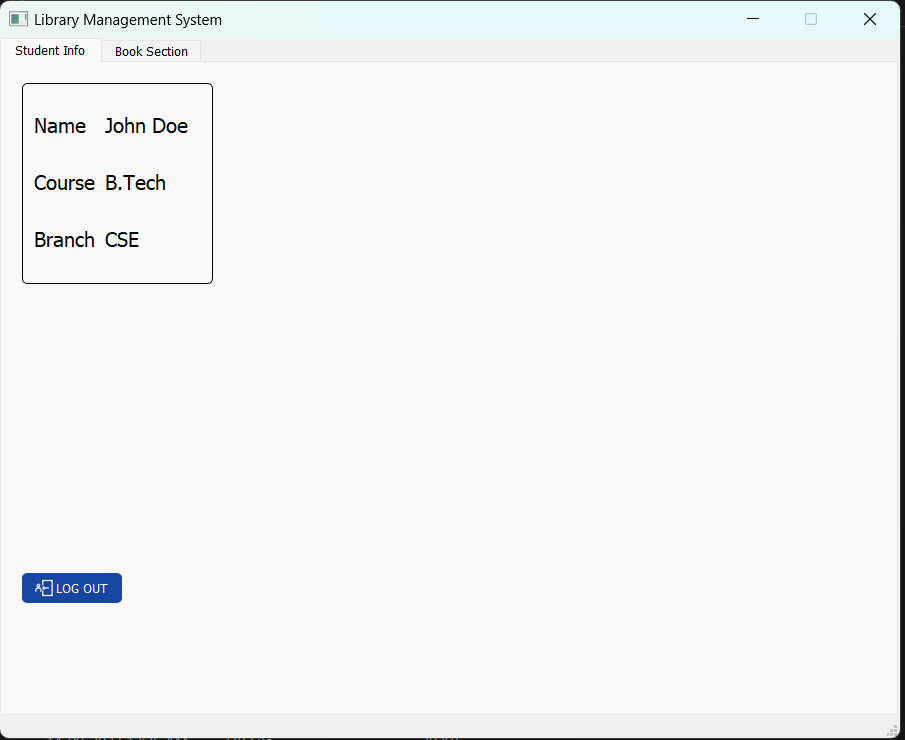 Library Management System
Student Info Book Section
Name John Doe
Course B.Tech
Branch CSE
LOG OUT